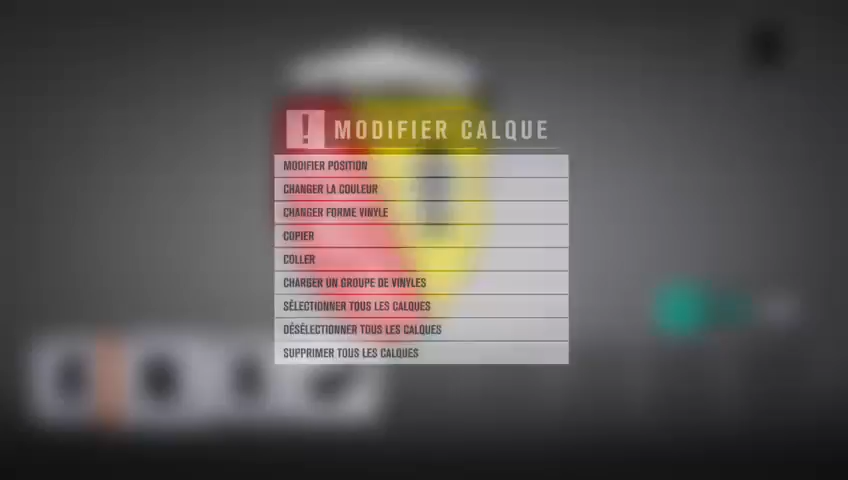 ! MODIFIER CALQUE
MODIFIER POSITION
CHANGER LA COULEUR
CHANGER FORME VINYLE
COPIER
COLLER
CHARGER UN GROUPE DE VINYLES
SÉLECTIONNER TOUS LES CALQUES
DÉSÉLECTIONNER TOUS LES CALQUES
SUPPRIMER TOUS LES CALQUES